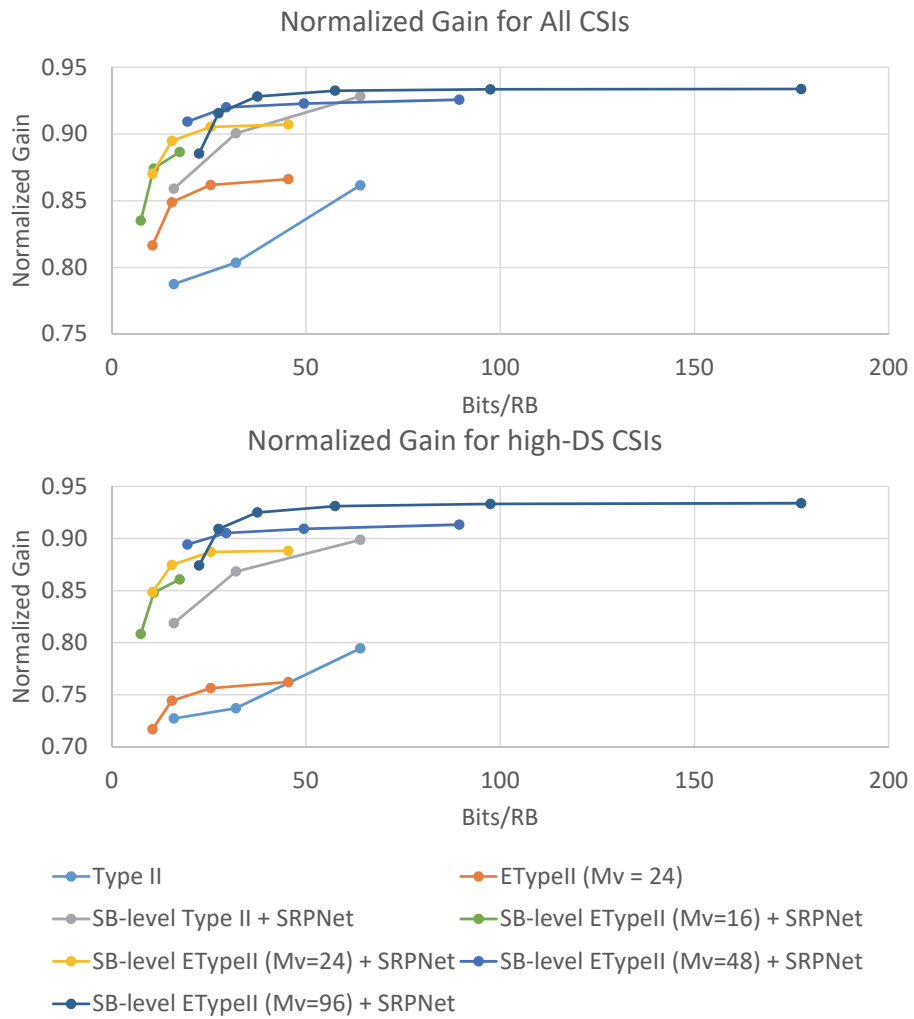 Normalized Gain for All CSIs
0.95
0.90
0.85
0.80
0.75
Normalized Gain
0 50 100 150 200
Bits/RB
Normalized Gain for high-DS CSIs
0.95
0.90
0.85
0.80
0.75
0.70
Normalized Gain
0 50 100 150 200
Bits/RB
Type II
ETypeII (Mv = 24)
SB-level Type II + SRPNet
SB-level ETypeII (Mv=16) + SRPNet
SB-level ETypeII (Mv=24) + SRPNet
SB-level ETypeII (Mv=48) + SRPNet
SB-level ETypeII (Mv=96) + SRPNet